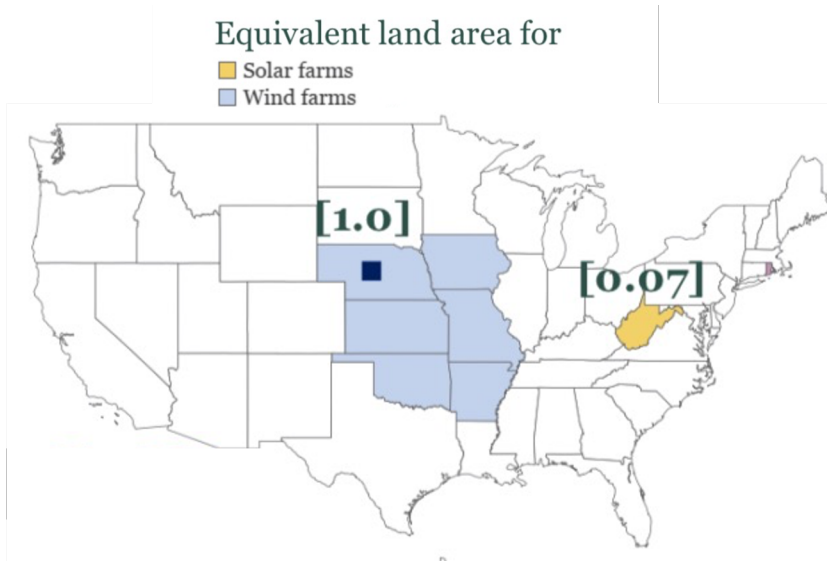 Equivalent land area for
Solar farms
Wind farms
[1.0]
[0.07]